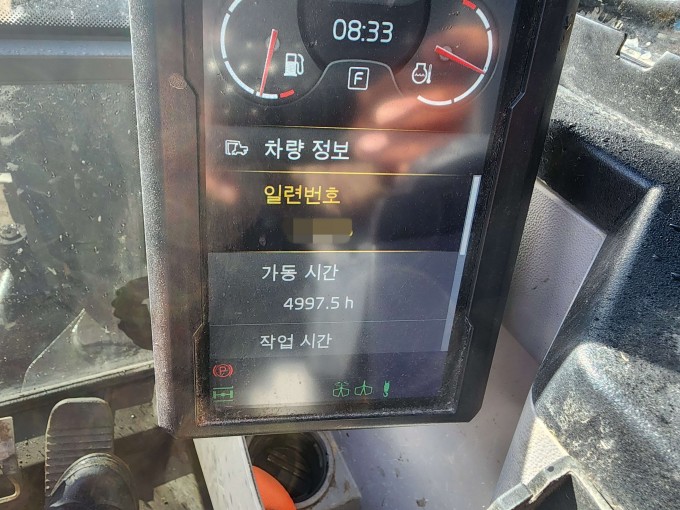 08:33
F
차량 정보
일련번호
가동 시간
4997.5 h
작업 시간
P